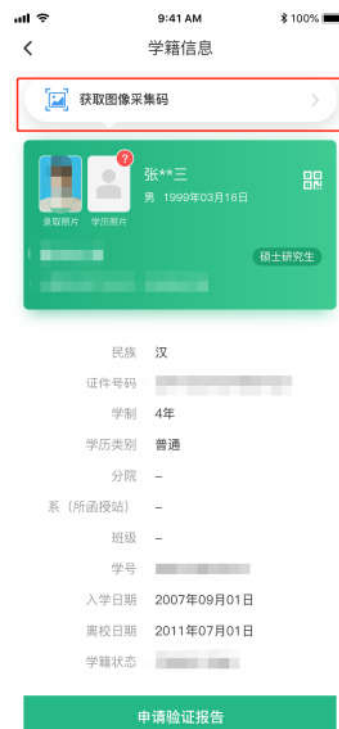 9:41 AM 100%
学籍信息
获取图像采集码
?
张**三
男 1999年03月16日
录取照片 学历照片
硕士研究生
民族 汉
证件号码
学制 4年
学历类别 普通
分院 –
系（所函授站） –
班级 –
学号
入学日期 2007年09月01日
离校日期 2011年07月01日
学籍状态
申请验证报告